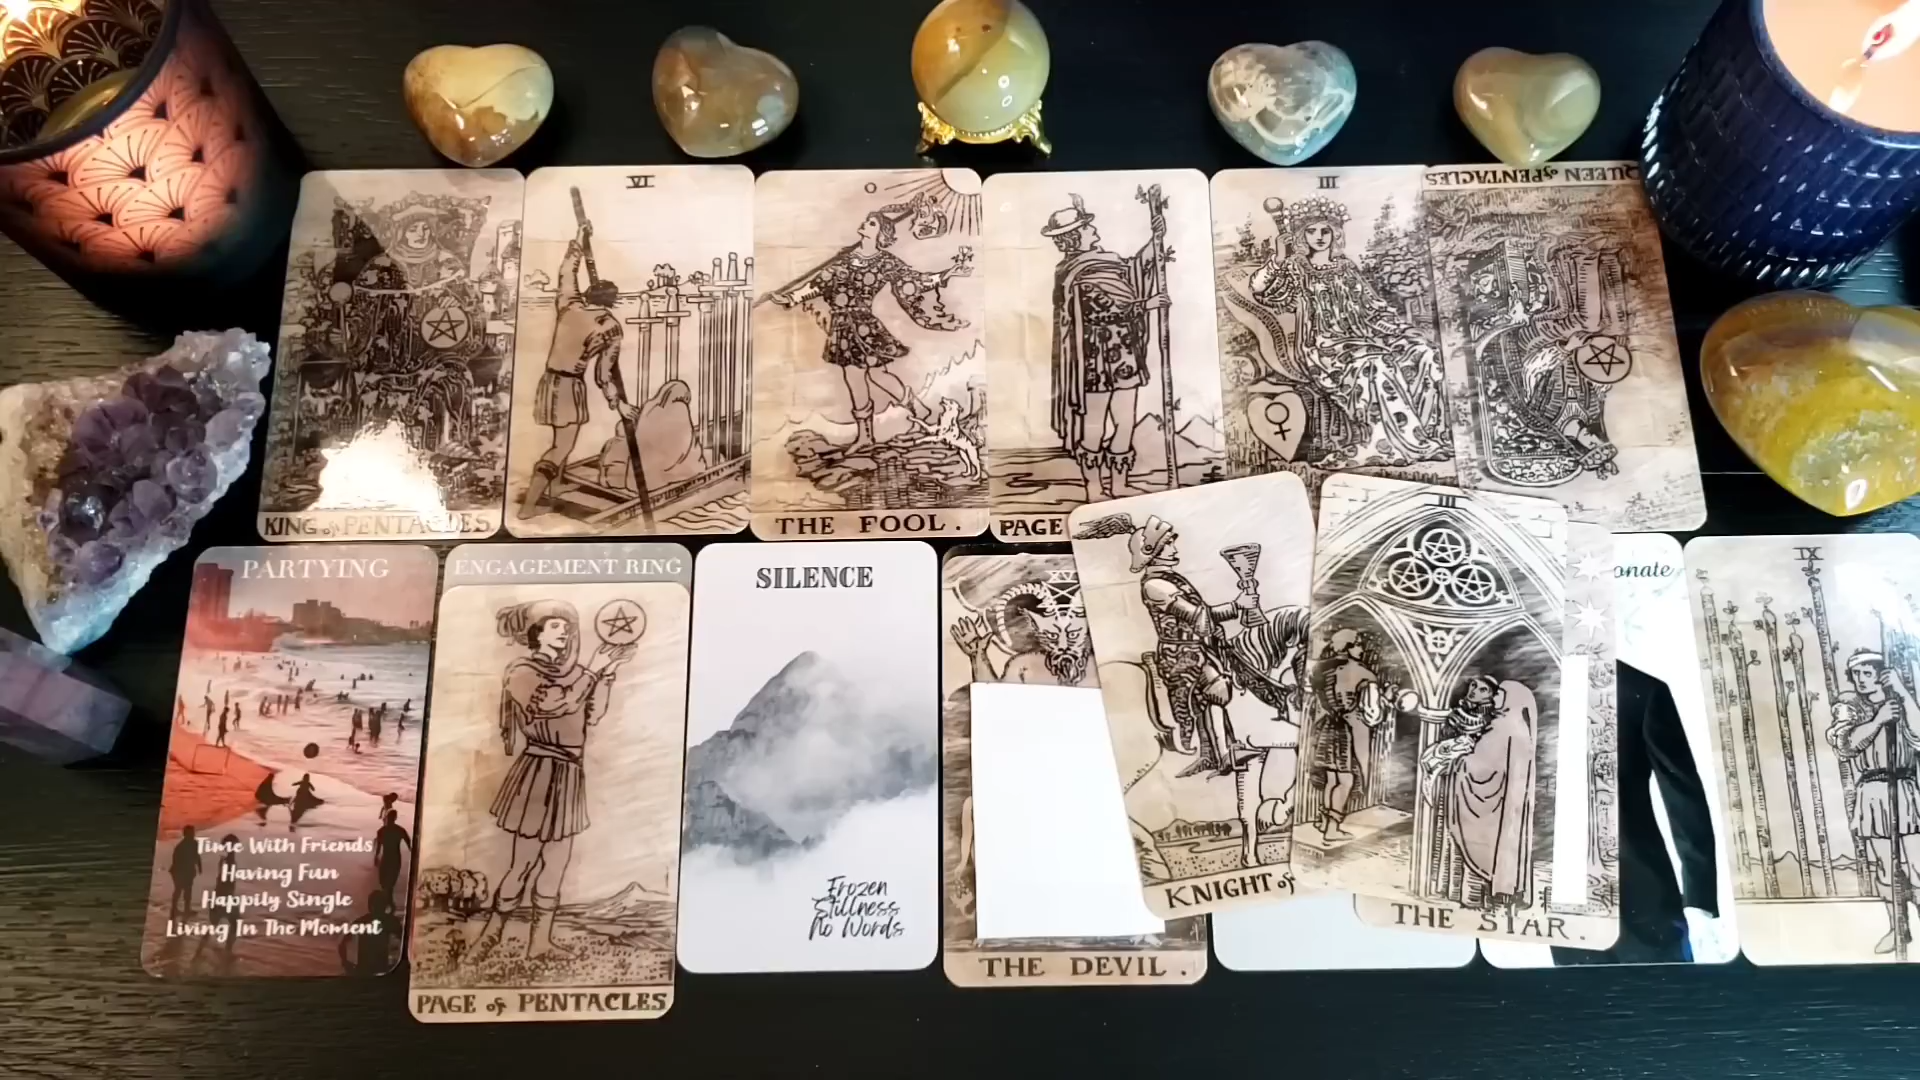 VI
III
QUEEN of PENTACLES
KING of PENTACLES
THE FOOL.
PAGE
PARTYING
Time With Friends
Having Fun
Happily Single
Living In The Moment
ENGAGEMENT RING
PAGE of PENTACLES
SILENCE
Frozen
Stillness
No Words
THE DEVIL.
KNIGHT of
III
THE STAR.
onate
IX